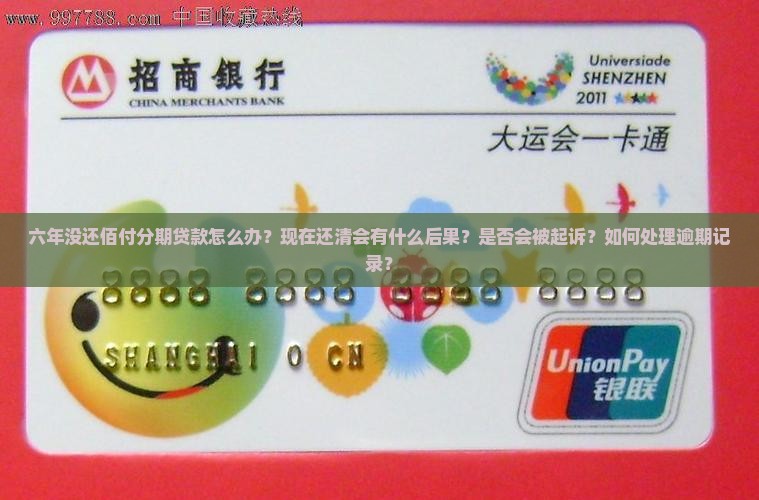 www.997788.com 中国收藏热线
招商银行
CHINA MERCHANTS BANK
Universiade
SHENZHEN
2011
大运会一卡通
六年没还佰付分期贷款怎么办？现在还清会有什么后果？是否会被起诉？如何处理逾期记
录？
8888 8888 8888 8888
SHANGHAI 0 CN
UnionPay
银联